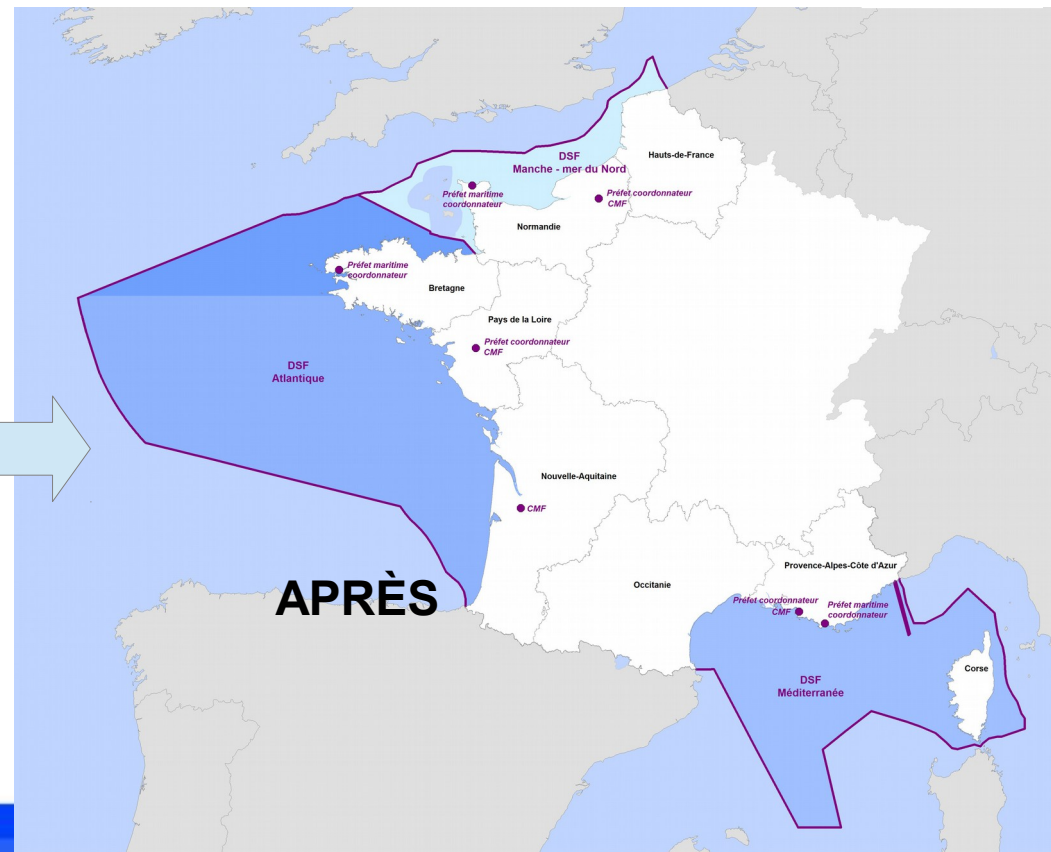 DSF
Manche - mer du Nord
Hauts-de-France
Préfet maritime
coordonnateur
Préfet coordonnateur
CMF
Normandie
Préfet maritime
coordonnateur
Bretagne
Pays de la Loire
Préfet coordonnateur
CMF
DSF
Atlantique
Nouvelle-Aquitaine
CMF
Provence-Alpes-Côte d'Azur
Occitanie
APRÈS
Préfet coordonnateur
CMF
Préfet maritime
coordonnateur
Corse
DSF
Méditerranée